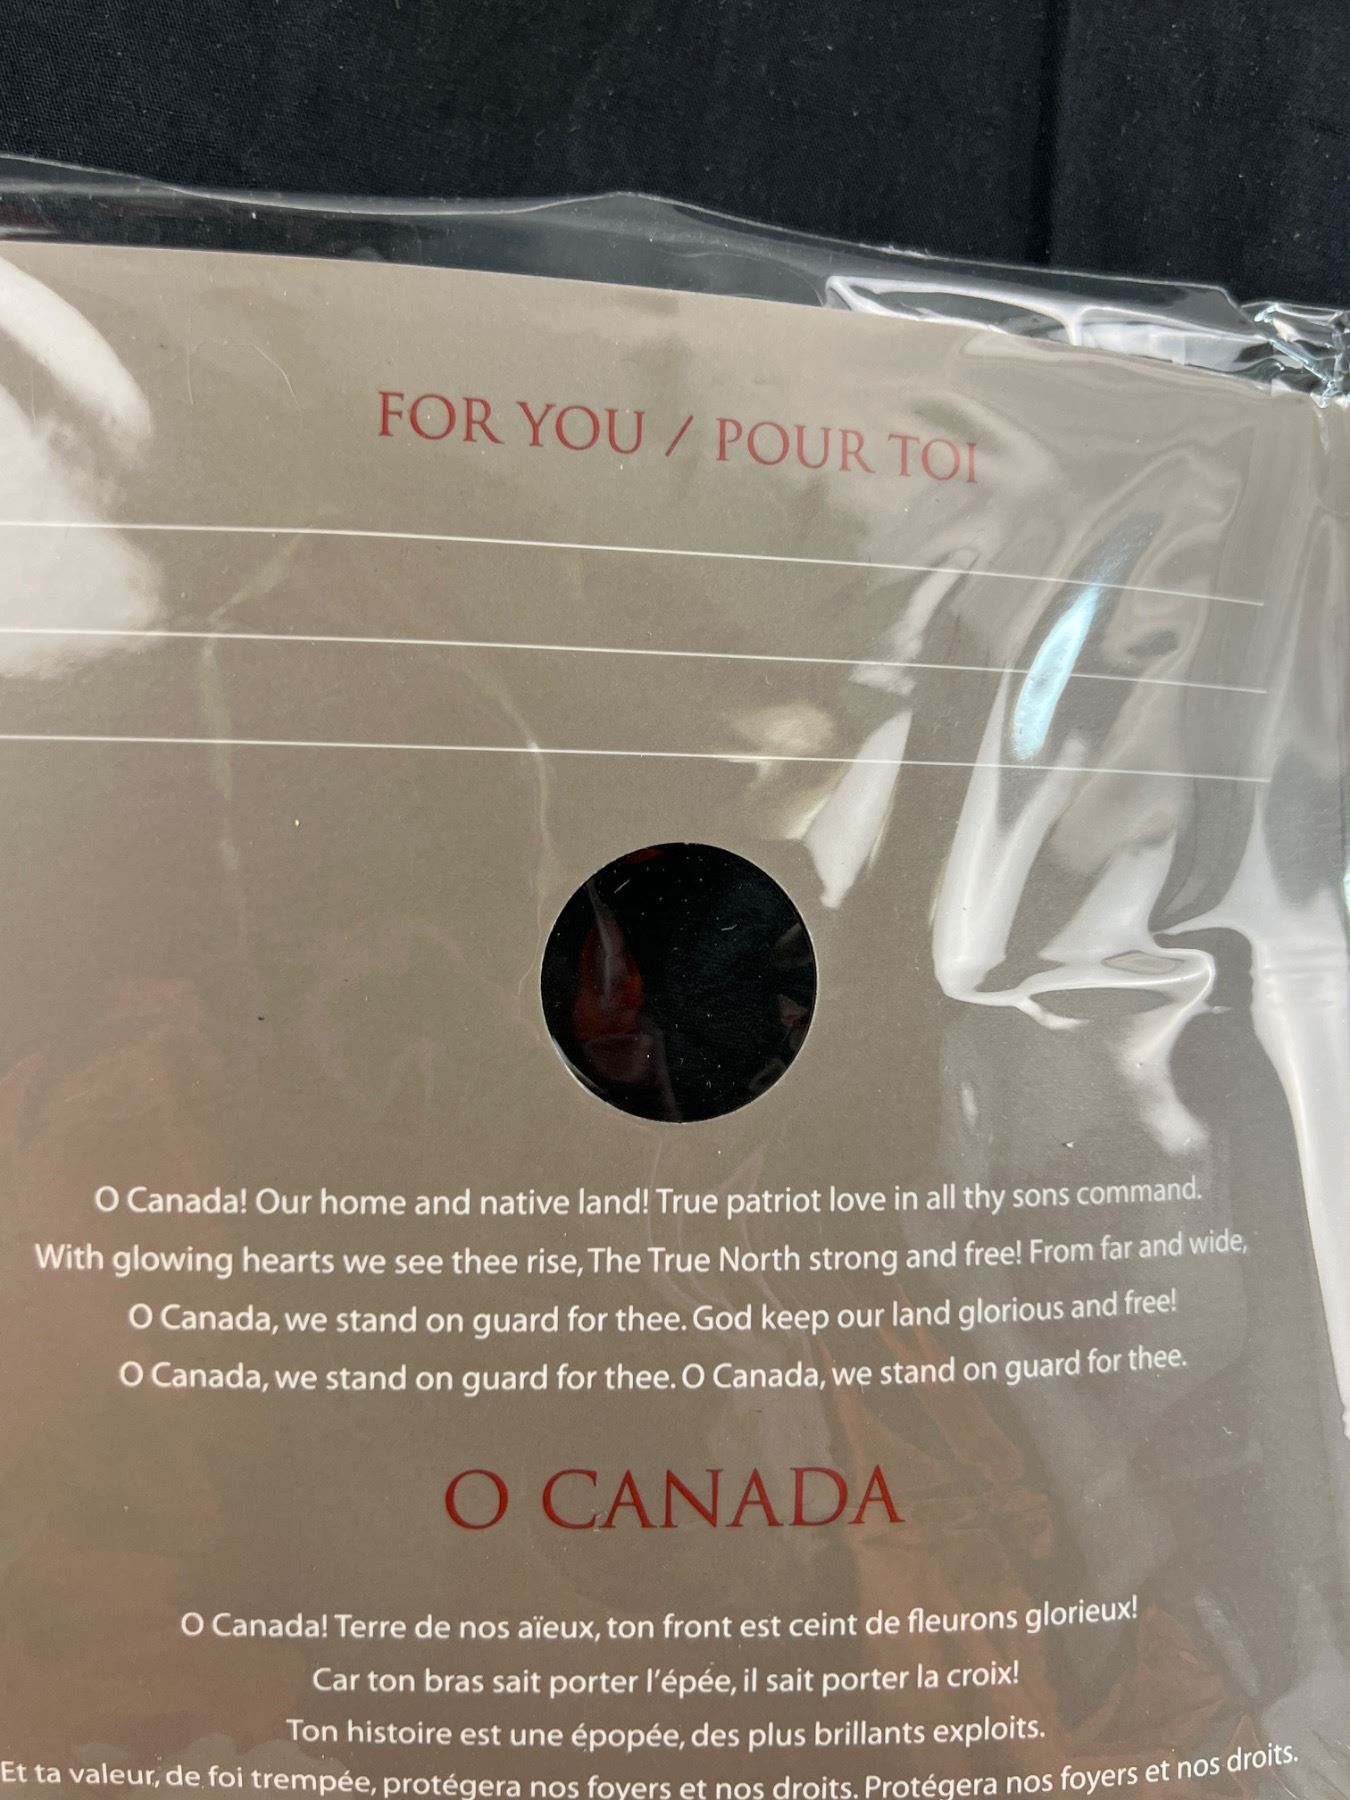 FOR YOU / POUR TOI
O Canada! Our home and native land! True patriot love in all thy sons command.
With glowing hearts we see thee rise, The True North strong and free! From far and wide,
O Canada, we stand on guard for thee. God keep our land glorious and free!
O Canada, we stand on guard for thee. O Canada, we stand on guard for thee.
O CANADA
O Canada! Terre de nos aïeux, ton front est ceint de fleurons glorieux!
Car ton bras sait porter l'épée, il sait porter la croix!
Ton histoire est une épopée, des plus brillants exploits.
Et ta valeur, de foi trempée, protégera nos foyers et nos droits. Protégera nos foyers et nos droits.